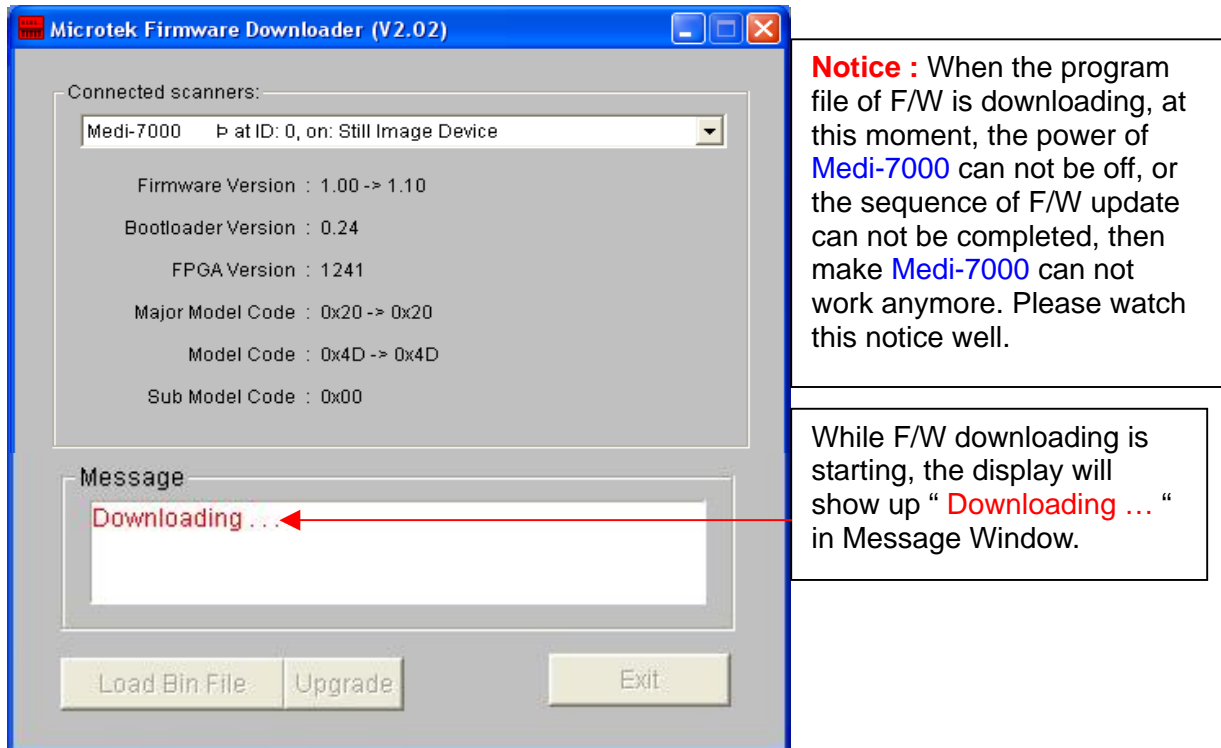 Microtek Firmware Downloader (V2.02)
Connected scanners:
Medi-7000 Þ at ID: 0, on: Still Image Device
Firmware Version : 1.00 -> 1.10
Bootloader Version : 0.24
FPGA Version : 1241
Major Model Code : 0x20 -> 0x20
Model Code : 0x4D -> 0x4D
Sub Model Code : 0x00
Message
Downloading . . .
Load Bin File
Upgrade
Exit
Notice : When the program
file of F/W is downloading, at
this moment, the power of
Medi-7000 can not be off, or
the sequence of F/W update
can not be completed, then
make Medi-7000 can not
work anymore. Please watch
this notice well.
While F/W downloading is
starting, the display will
show up “ Downloading … “
in Message Window.